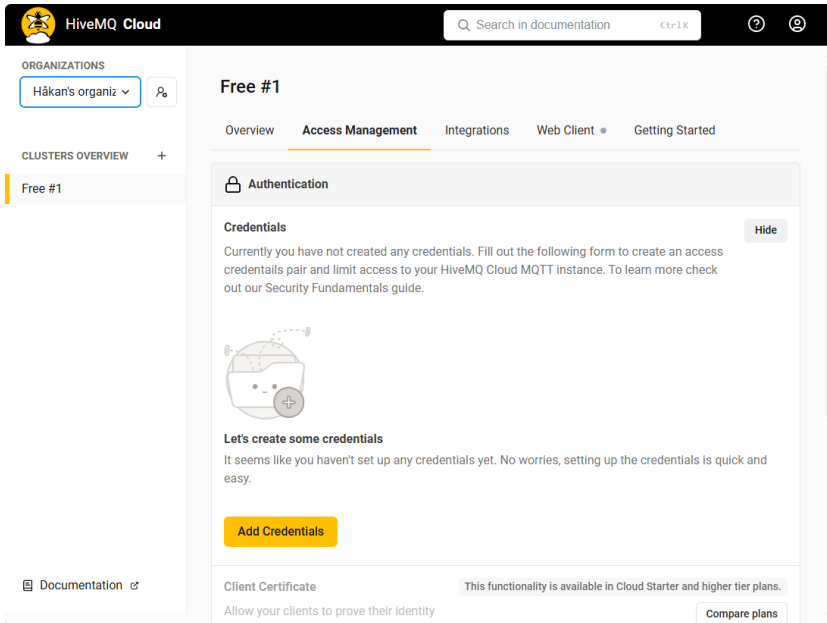 HiveMQ Cloud
Search in documentation
Ctrl K
ORGANIZATIONS
Håkan's organiz
CLUSTERS OVERVIEW +
Free #1
Documentation
Free #1
Overview
Access Management
Integrations
Web Client
Getting Started
Authentication
Credentials
Hide
Currently you have not created any credentials. Fill out the following form to create an access
credentails pair and limit access to your HiveMQ Cloud MQTT instance. To learn more check
out our Security Fundamentals guide.
Let's create some credentials
It seems like you haven't set up any credentials yet. No worries, setting up the credentials is quick and
easy.
Add Credentials
Client Certificate
This functionality is available in Cloud Starter and higher tier plans.
Allow your clients to prove their identity
Compare plans